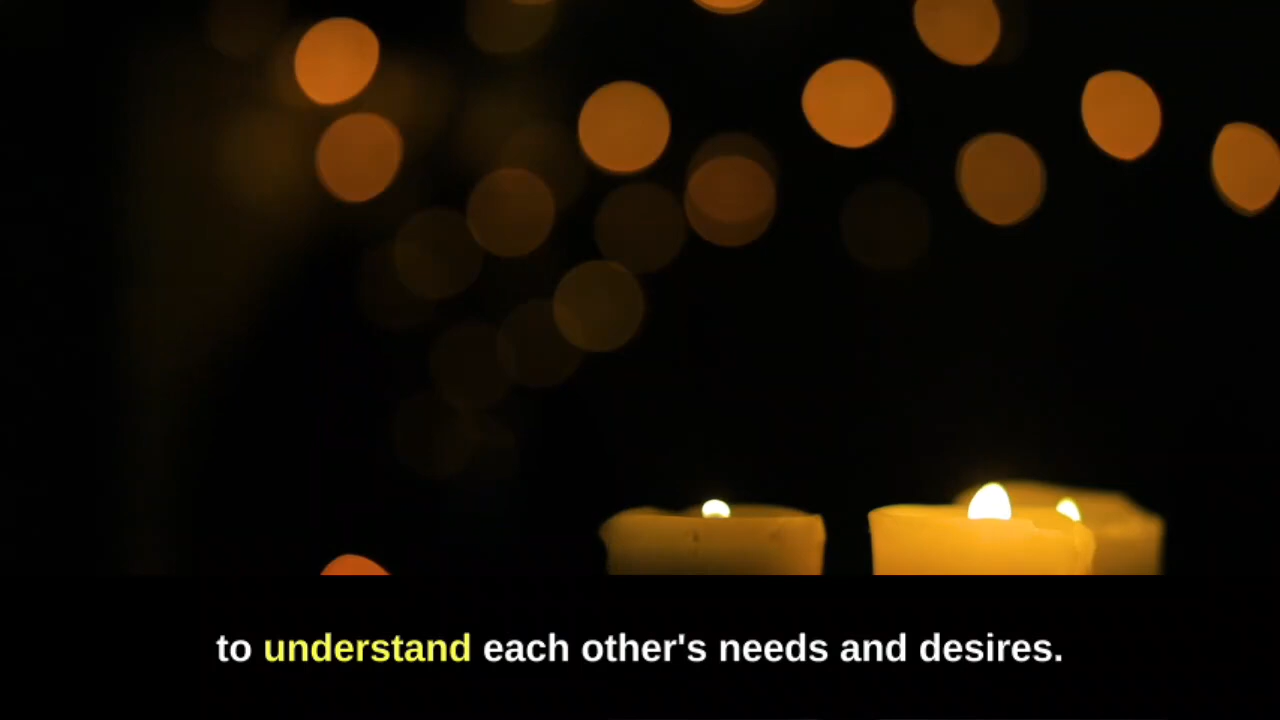 to understand each other's needs and desires.